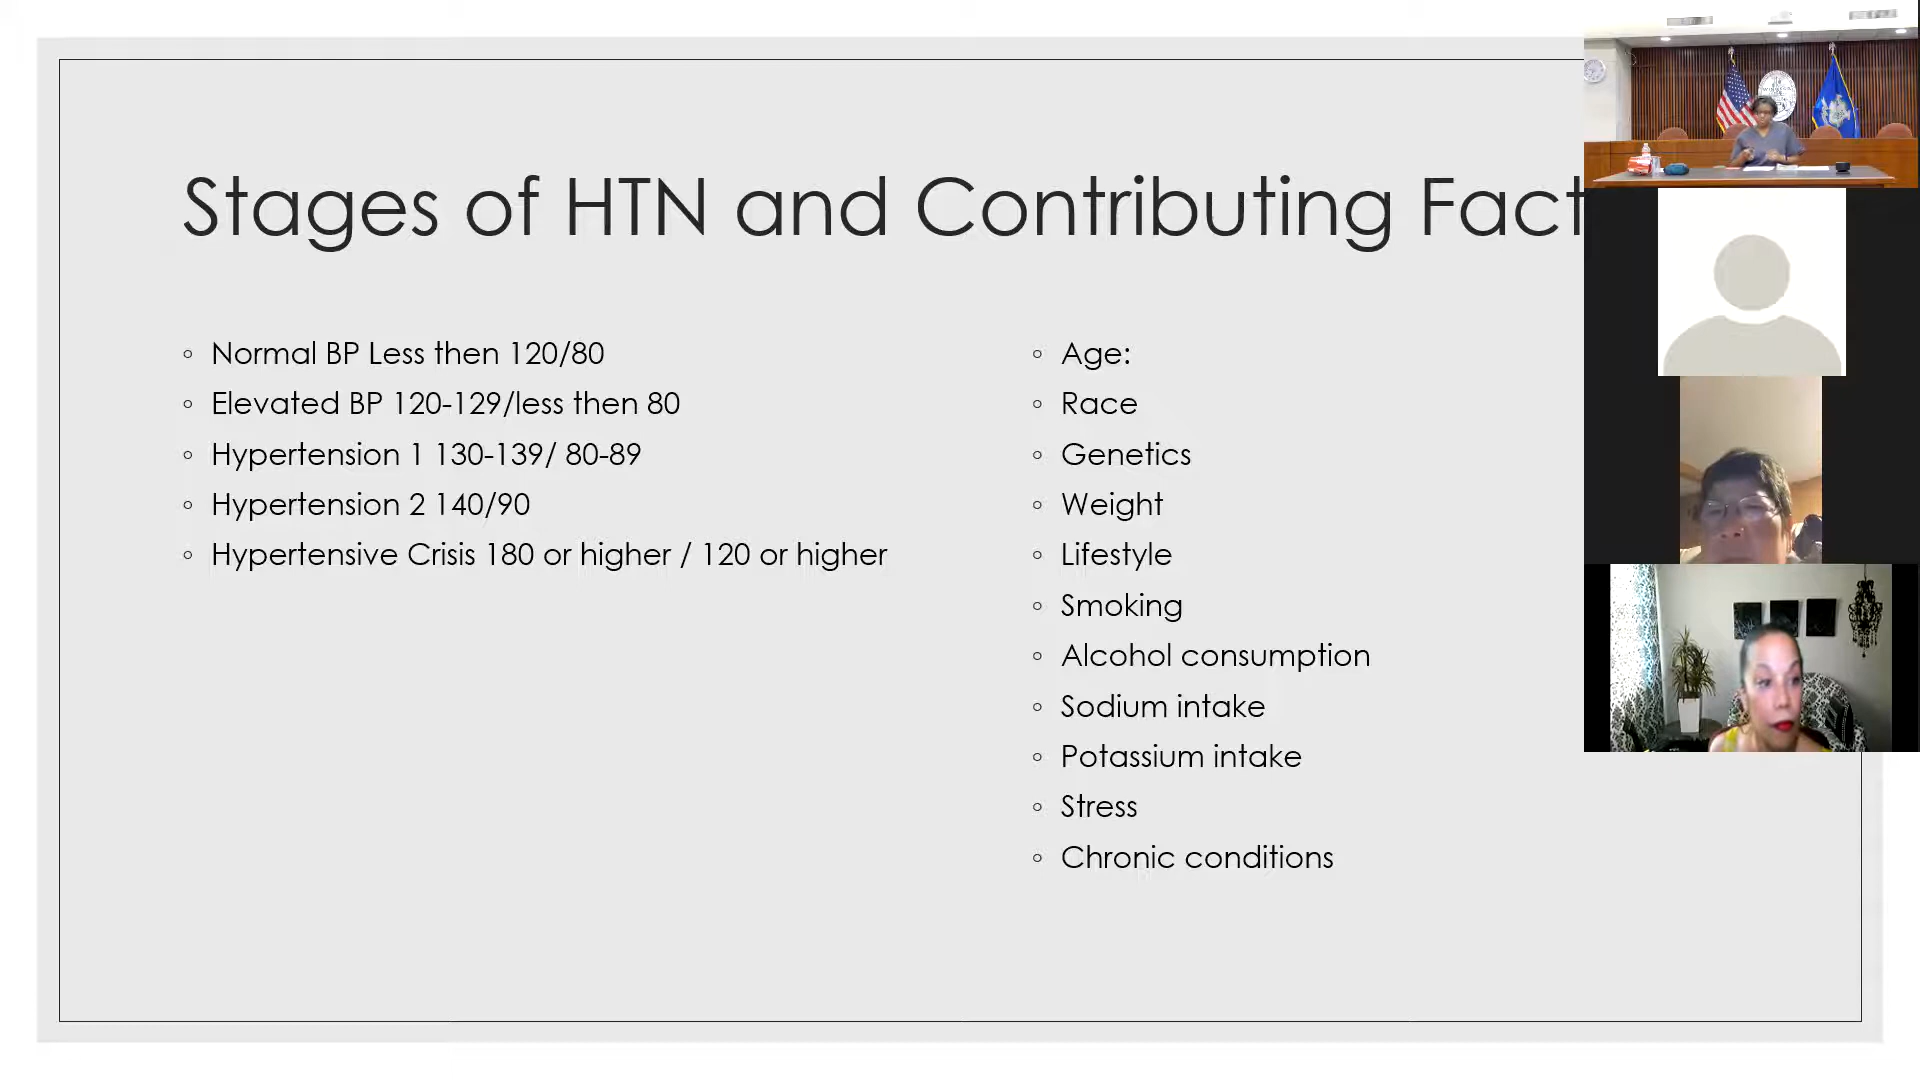 Stages of HTN and Contributing Fact
◦ Normal BP Less then 120/80
◦ Elevated BP 120-129/less then 80
◦ Hypertension 1 130-139/ 80-89
◦ Hypertension 2 140/90
◦ Hypertensive Crisis 180 or higher / 120 or higher
◦ Age:
◦ Race
◦ Genetics
◦ Weight
◦ Lifestyle
◦ Smoking
◦ Alcohol consumption
◦ Sodium intake
◦ Potassium intake
◦ Stress
◦ Chronic conditions